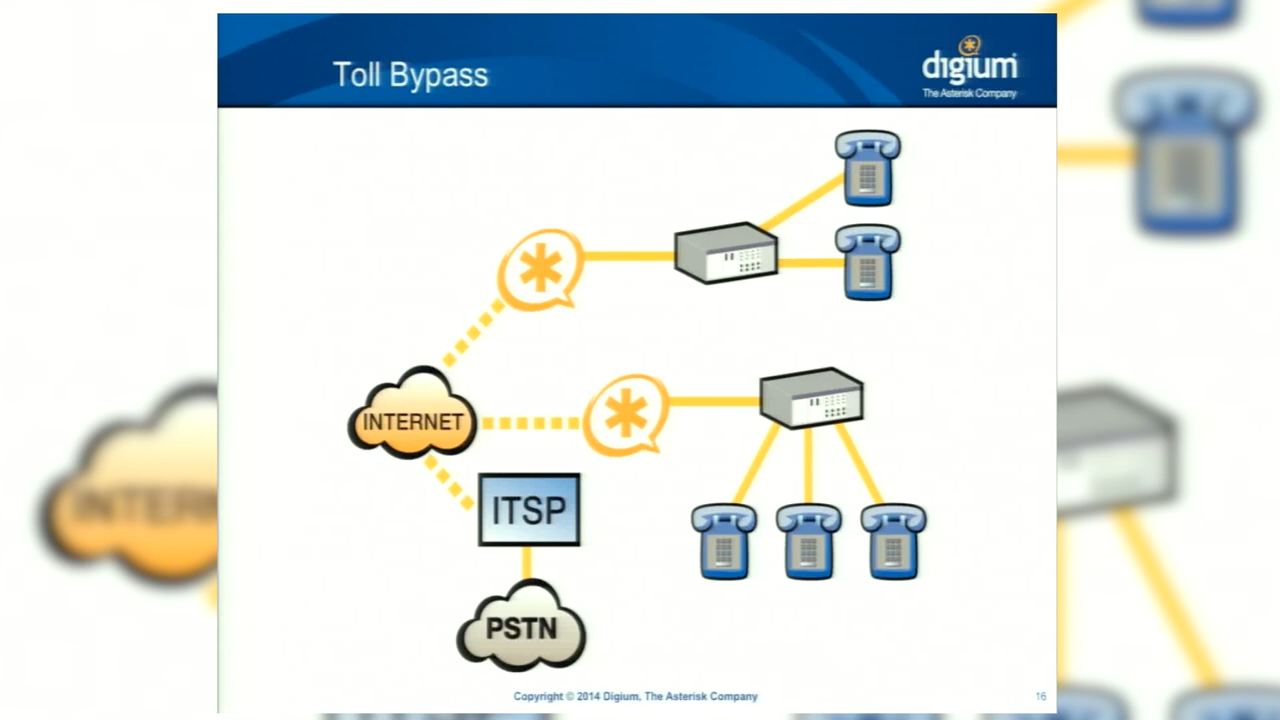 Toll Bypass
digium
The Asterisk Company
INTERNET
ITSP
PSTN
Copyright © 2014 Digium, The Asterisk Company
16